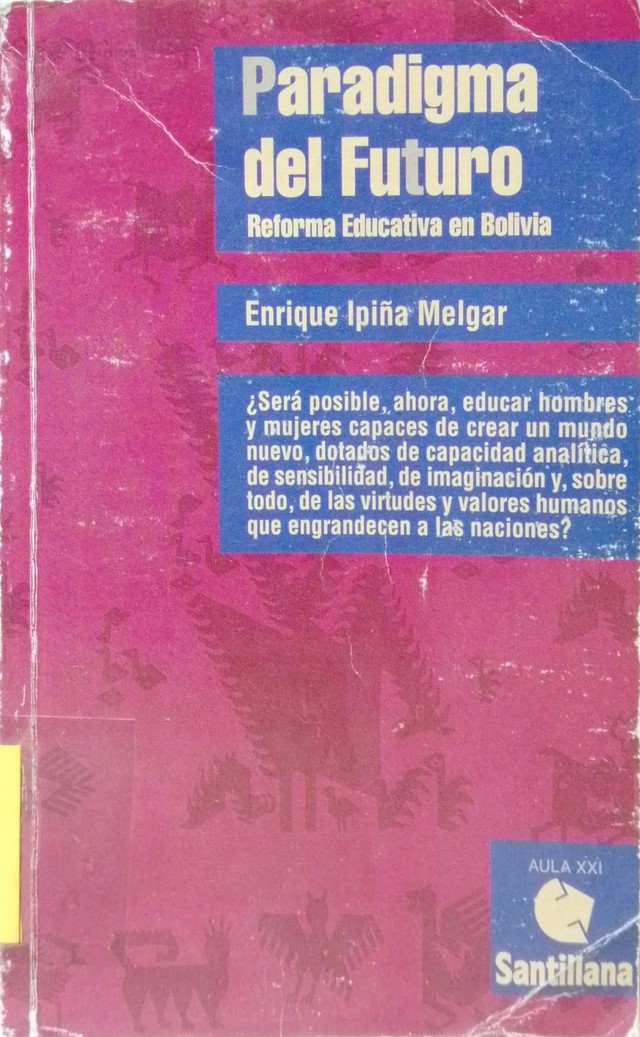 Paradigma
del Futuro
Reforma Educativa en Bolivia
Enrique Ipiña Melgar
¿Será posible, ahora, educar hombres
y mujeres capaces de crear un mundo
nuevo, dotados de capacidad analítica,
de sensibilidad, de imaginación y, sobre
todo, de las virtudes y valores humanos
que engrandecen a las naciones?
AULA XXI
Santillana